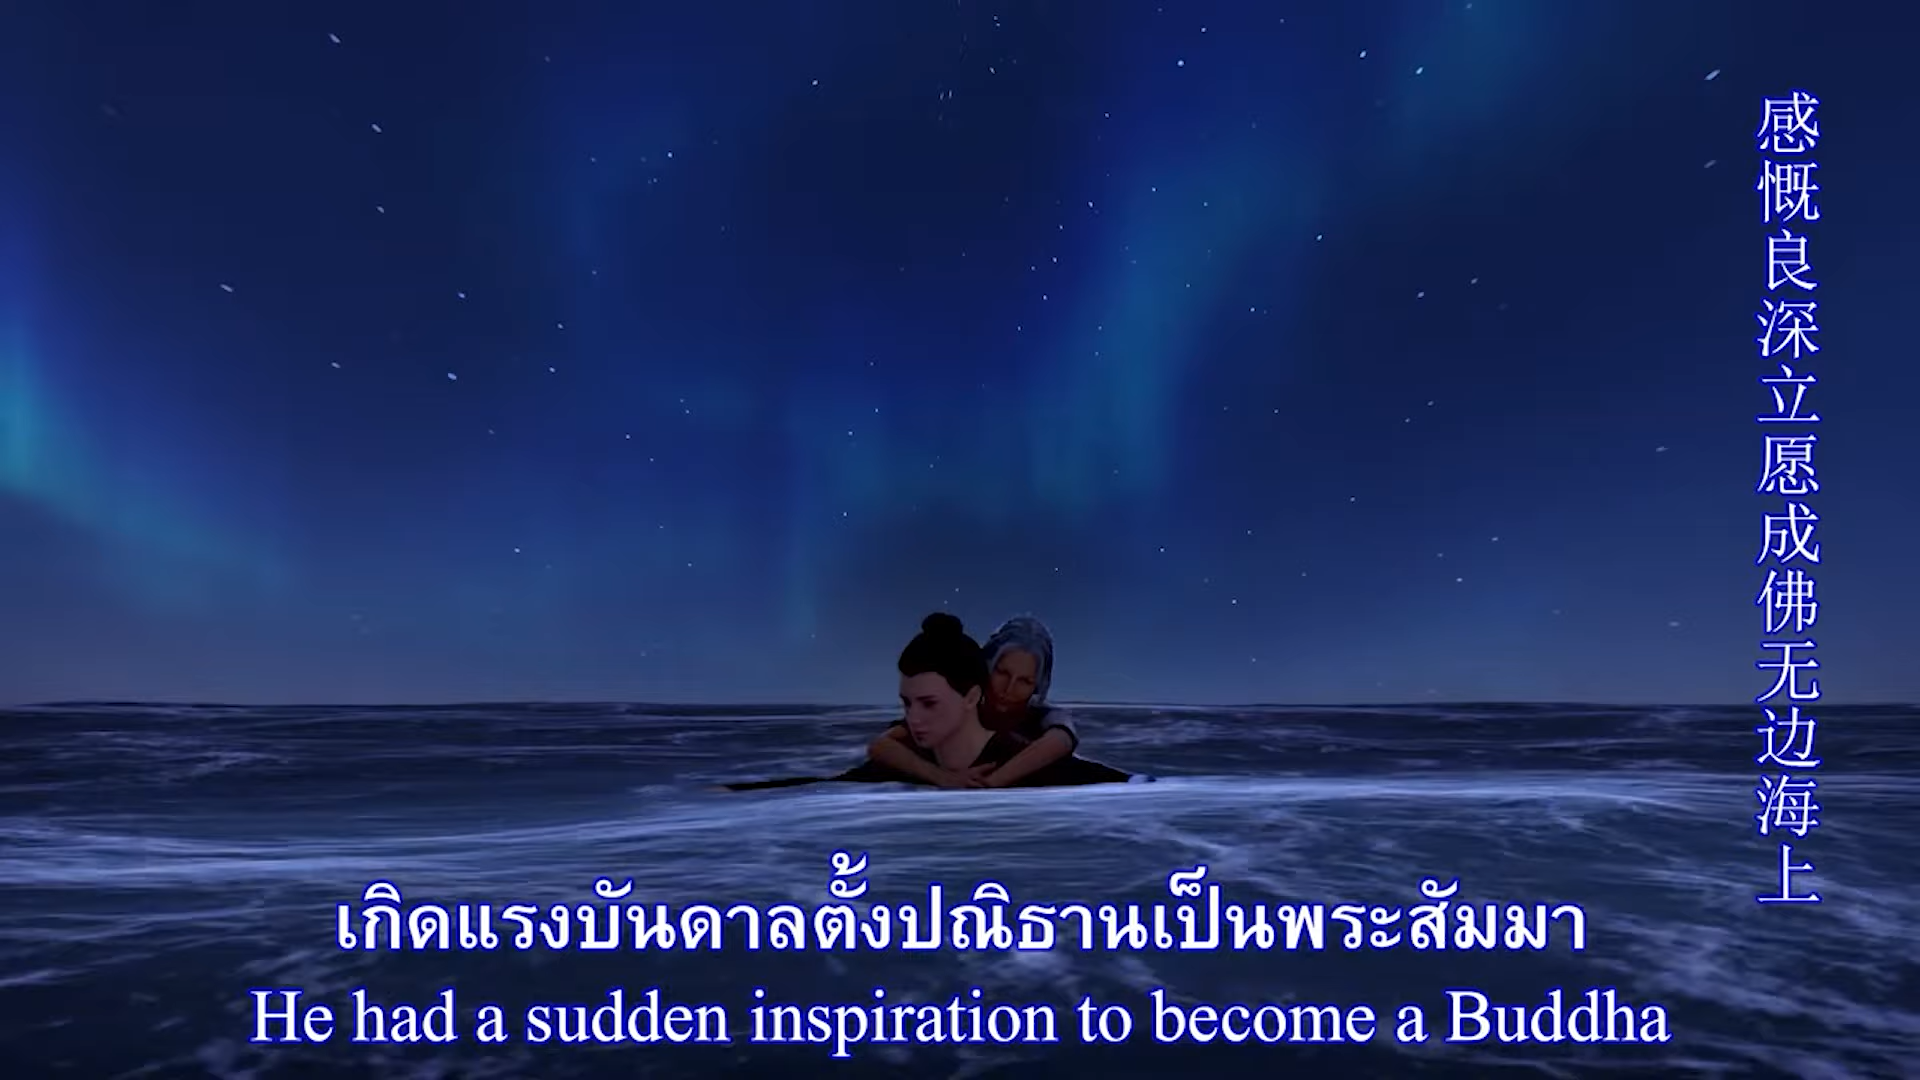 感慨良深立愿成佛无边海上
เกิดแรงบันดาลตั้งปณิธานเป็นพระสัมมา
He had a sudden inspiration to become a Buddha